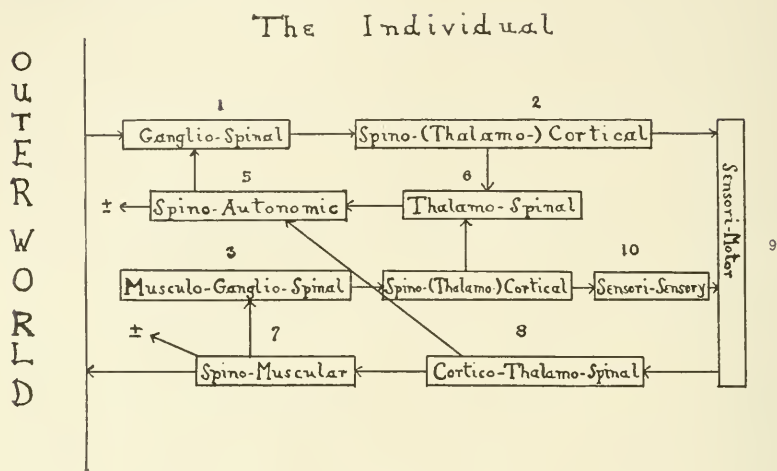 The Individual
OUTER WORLD
1
2
Ganglio-Spinal
Spino-(Thalamo-)Cortical
5
6
±
Spino-Autonomic
Thalamo-Spinal
Sensori-Motor
9
3
10
Musculo-Ganglio-Spinal
Spino-(Thalamo.)Cortical
Sensori-Sensory
±
7
8
Spino-Muscular
Cortico-Thalamo-Spinal